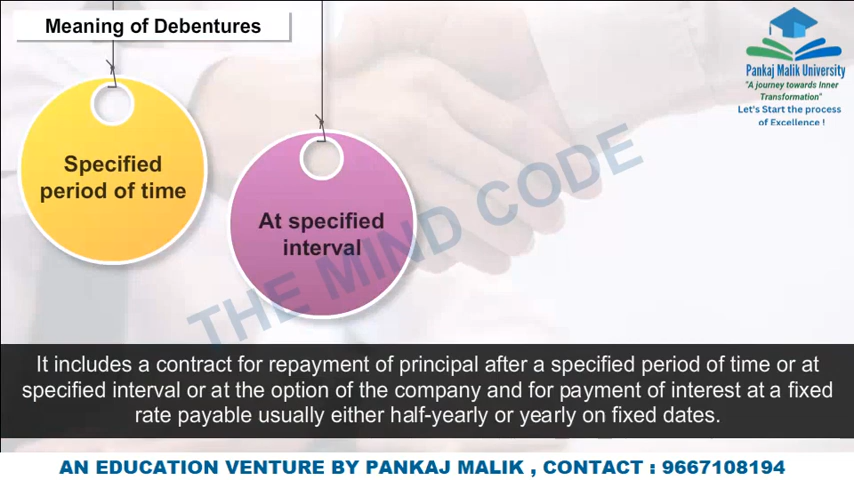 Meaning of Debentures
Pankaj Malik University
"A journey towards Inner
Transformation"
Let's Start the process
of Excellence !
Specified
period of time
At specified
interval
THE MIND CODE
It includes a contract for repayment of principal after a specified period of time or at
specified interval or at the option of the company and for payment of interest at a fixed
rate payable usually either half-yearly or yearly on fixed dates.
AN EDUCATION VENTURE BY PANKAJ MALIK , CONTACT : 9667108194